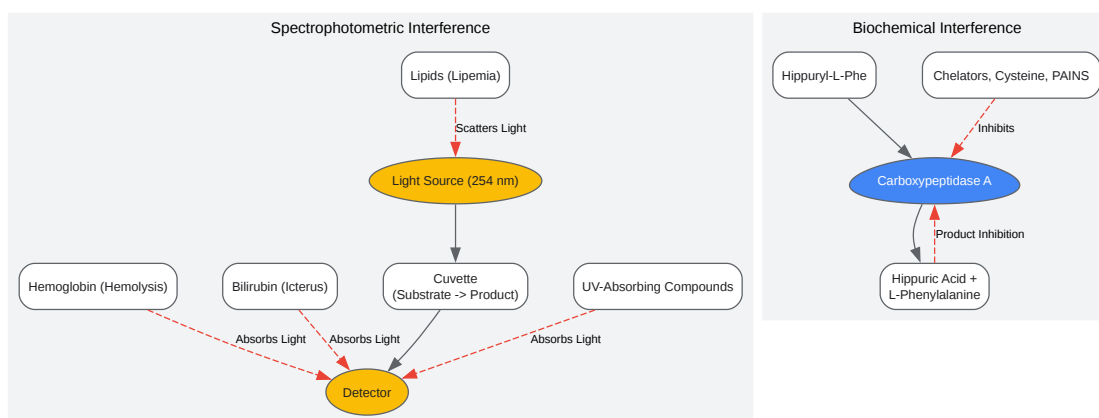 Spectrophotometric Interference
Lipids (Lipemia)
Scatters Light
Light Source (254 nm)
Hemoglobin (Hemolysis)
Bilirubin (Icterus)
Cuvette
(Substrate -> Product)
UV-Absorbing Compounds
Absorbs Light
Absorbs Light
Absorbs Light
Detector
Biochemical Interference
Hippuryl-L-Phe
Chelators, Cysteine, PAINS
Inhibits
Carboxypeptidase A
Product Inhibition
Hippuric Acid +
L-Phenylalanine